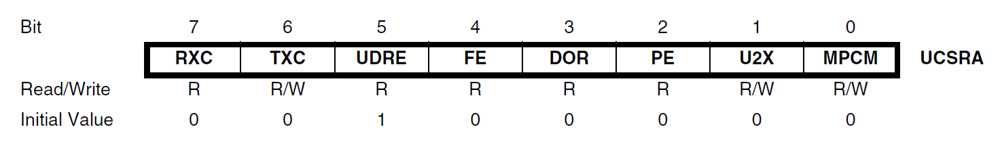 Bit 7 6 5 4 3 2 1 0
RXC TXC UDRE FE DOR PE U2X MPCM UCSRA
Read/Write R R/W R R R R R/W R/W
Initial Value 0 0 1 0 0 0 0 0